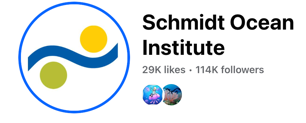 Schmidt Ocean
Institute
29K likes • 114K followers